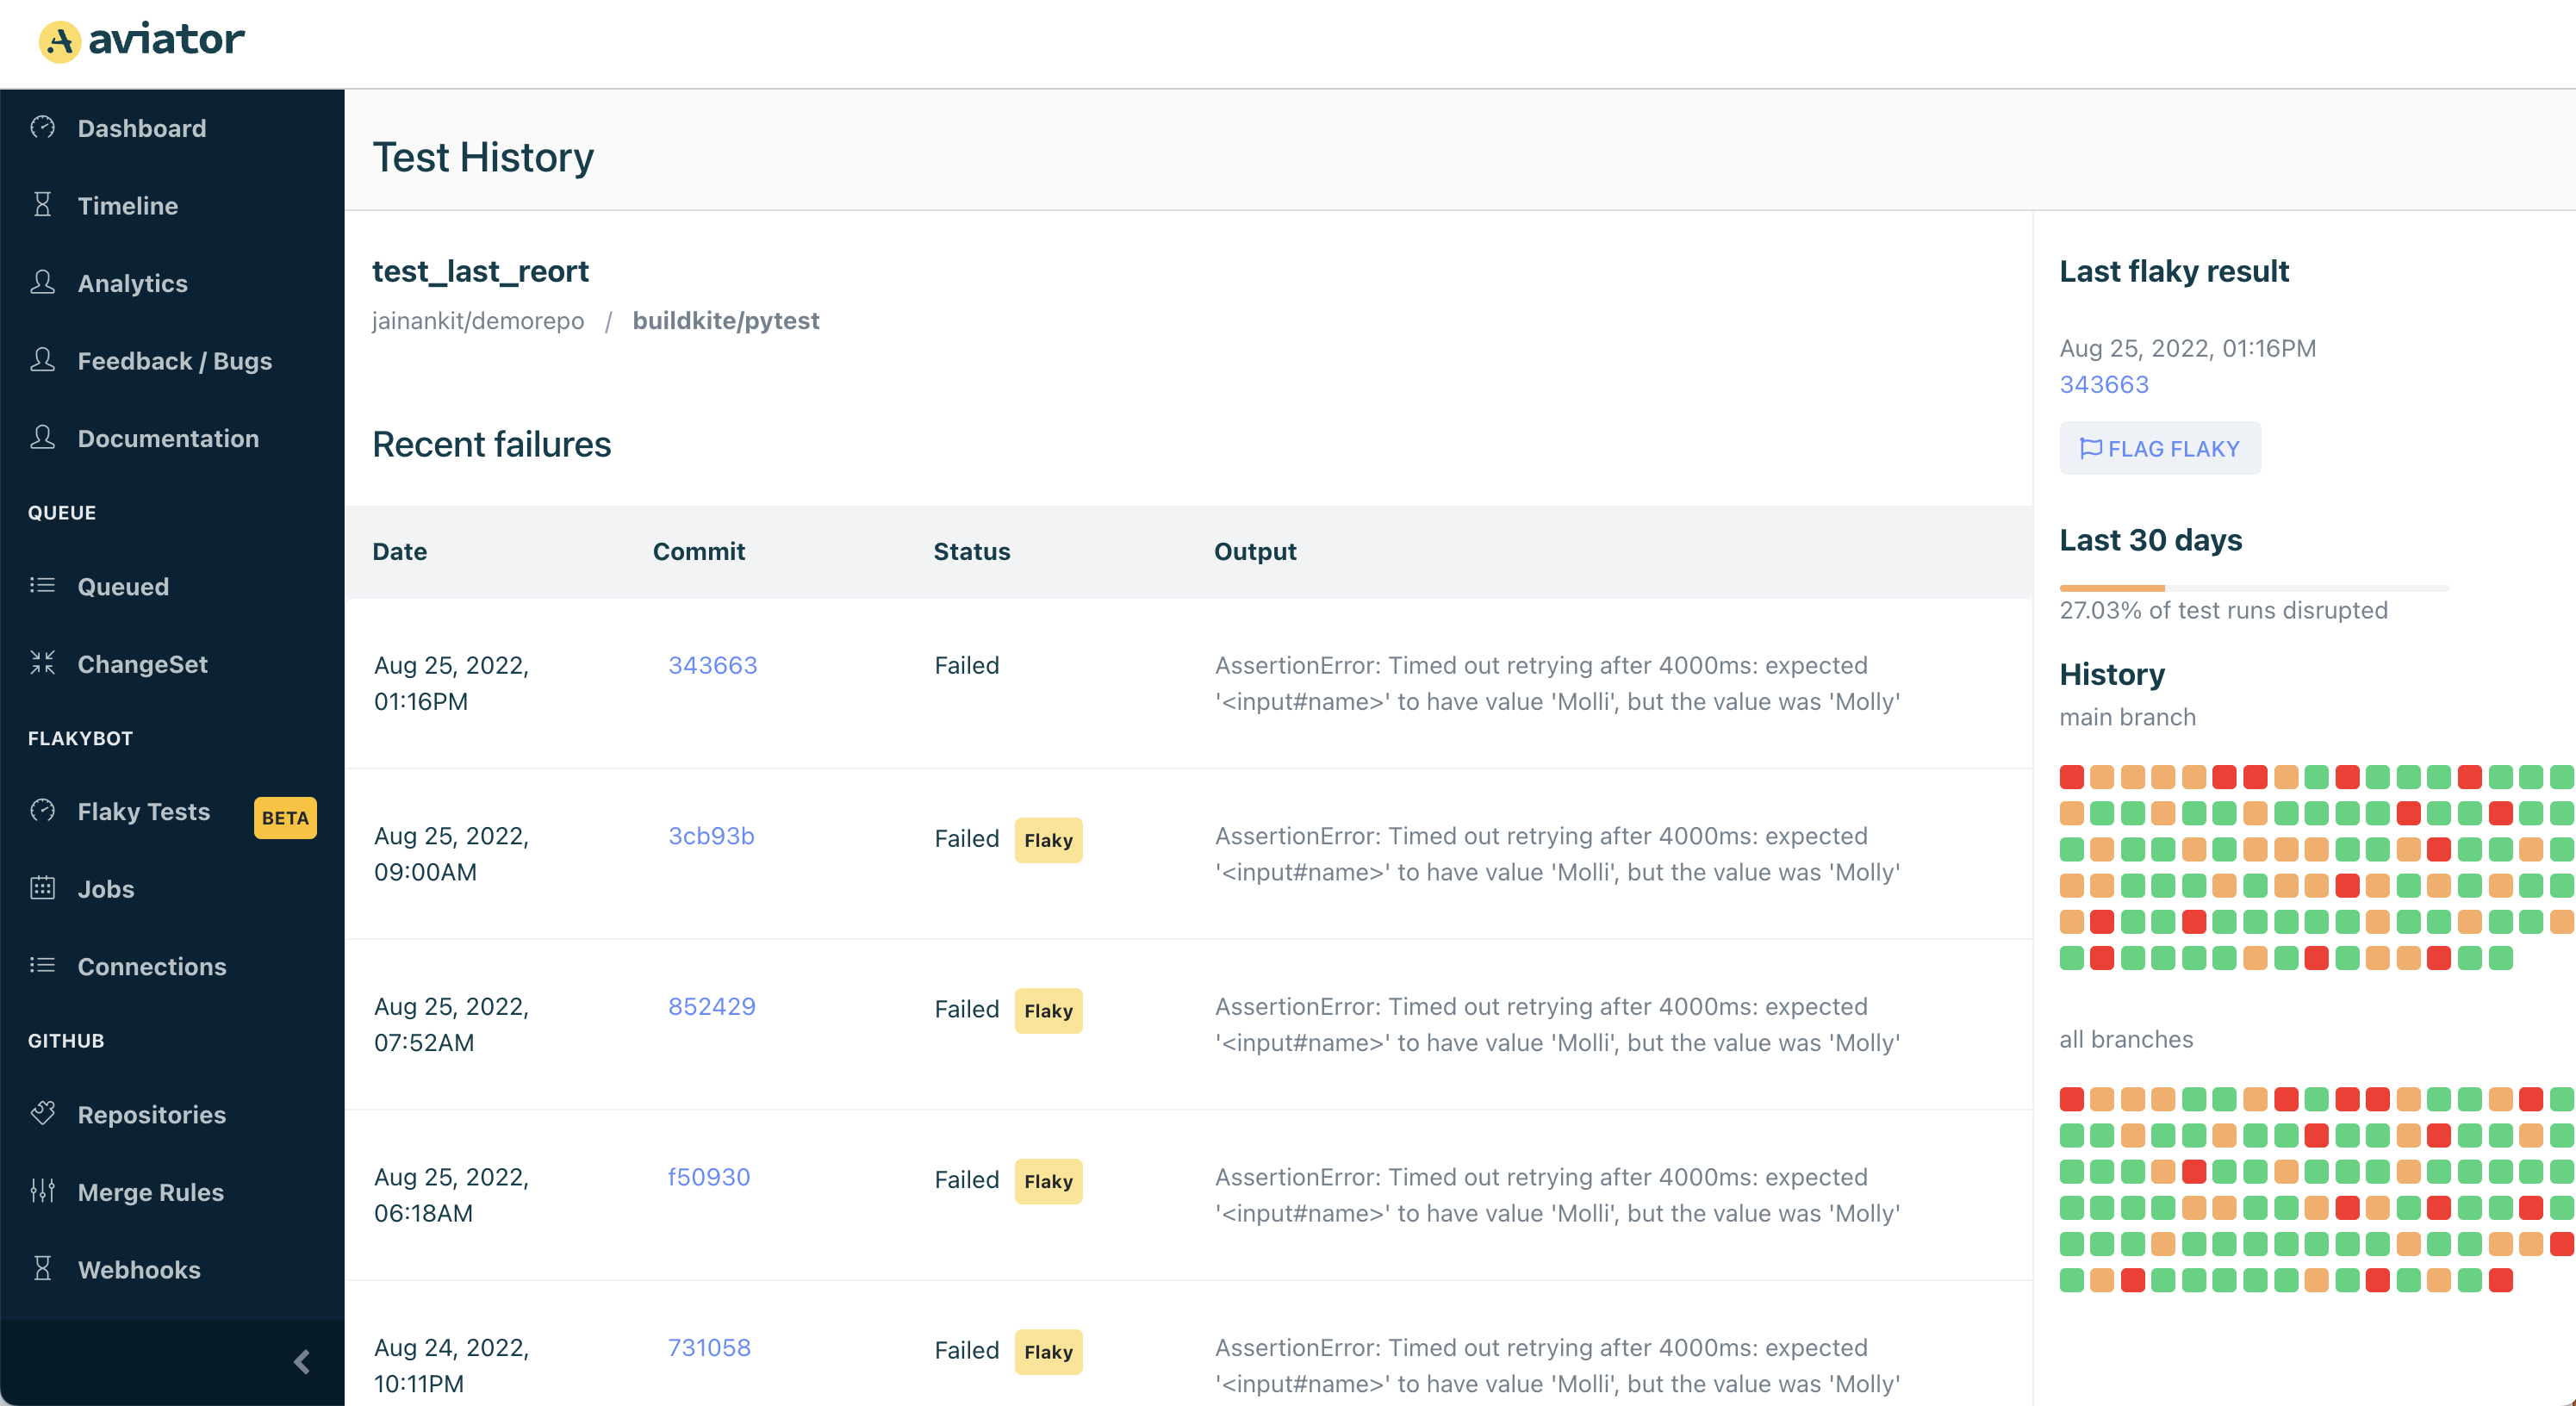 aviator
Dashboard
Timeline
Analytics
Feedback / Bugs
Documentation
QUEUE
Queued
ChangeSet
FLAKYBOT
Flaky Tests BETA
Jobs
Connections
GITHUB
Repositories
Merge Rules
Webhooks
Test History
test_last_reort
jainankit/demorepo / buildkite/pytest
Recent failures
Date Commit Status Output
Aug 25, 2022,
01:16PM
343663
Failed
AssertionError: Timed out retrying after 4000ms: expected
'<input#name>' to have value 'Molli', but the value was 'Molly'
Aug 25, 2022,
09:00AM
3cb93b
Failed Flaky
AssertionError: Timed out retrying after 4000ms: expected
'<input#name>' to have value 'Molli', but the value was 'Molly'
Aug 25, 2022,
07:52AM
852429
Failed Flaky
AssertionError: Timed out retrying after 4000ms: expected
'<input#name>' to have value 'Molli', but the value was 'Molly'
Aug 25, 2022,
06:18AM
f50930
Failed Flaky
AssertionError: Timed out retrying after 4000ms: expected
'<input#name>' to have value 'Molli', but the value was 'Molly'
Aug 24, 2022,
10:11PM
731058
Failed Flaky
AssertionError: Timed out retrying after 4000ms: expected
'<input#name>' to have value 'Molli', but the value was 'Molly'
Last flaky result
Aug 25, 2022, 01:16PM
343663
FLAG FLAKY
Last 30 days
27.03% of test runs disrupted
History
main branch
all branches